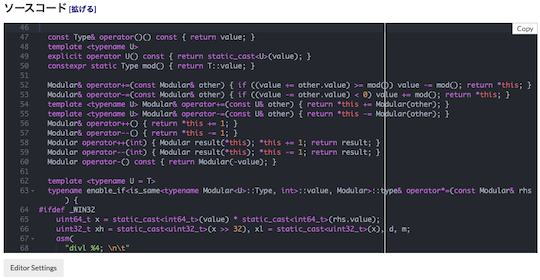 ソースコード [拡げる]
Copy
46
47 const Type& operator()() const { return value; }
48 template <typename U>
49 explicit operator U() const { return static_cast<U>(value); }
50 constexpr static Type mod() { return T::value; }
51
52 Modular& operator+=(const Modular& other) { if ((value += other.value) >= mod()) value -= mod(); return *this; }
53 Modular& operator-=(const Modular& other) { if ((value -= other.value) < 0) value += mod(); return *this; }
54 template <typename U> Modular& operator+=(const U& other) { return *this += Modular(other); }
55 template <typename U> Modular& operator-=(const U& other) { return *this -= Modular(other); }
56 Modular& operator++() { return *this += 1; }
57 Modular& operator--() { return *this -= 1; }
58 Modular operator++(int) { Modular result(*this); *this += 1; return result; }
59 Modular operator--(int) { Modular result(*this); *this -= 1; return result; }
60 Modular operator-() const { return Modular(-value); }
61
62 template <typename U = T>
63 typename enable_if<is_same<typename Modular<U>::Type, int>::value, Modular>::type& operator*=(const Modular& rhs
) {
64 #ifdef _WIN32
65 uint64_t x = static_cast<int64_t>(value) * static_cast<int64_t>(rhs.value);
66 uint32_t xh = static_cast<uint32_t>(x >> 32), xl = static_cast<uint32_t>(x), d, m;
67 asm(
68 "divl %4; \n\t"
Editor Settings